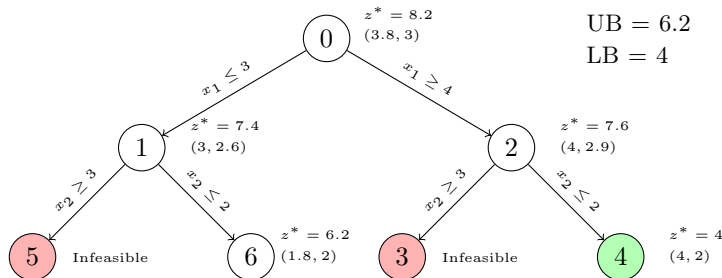 z* = 8.2
(3.8, 3)
0
UB = 6.2
LB = 4
x₁ ≤ 3
x₁ ≥ 4
z* = 7.4
(3, 2.6)
1
z* = 7.6
(4, 2.9)
2
x₂ ≥ 3
x₂ ≤ 2
x₂ ≥ 3
x₂ ≤ 2
5
Infeasible
6
z* = 6.2
(1.8, 2)
3
Infeasible
4
z* = 4
(4, 2)